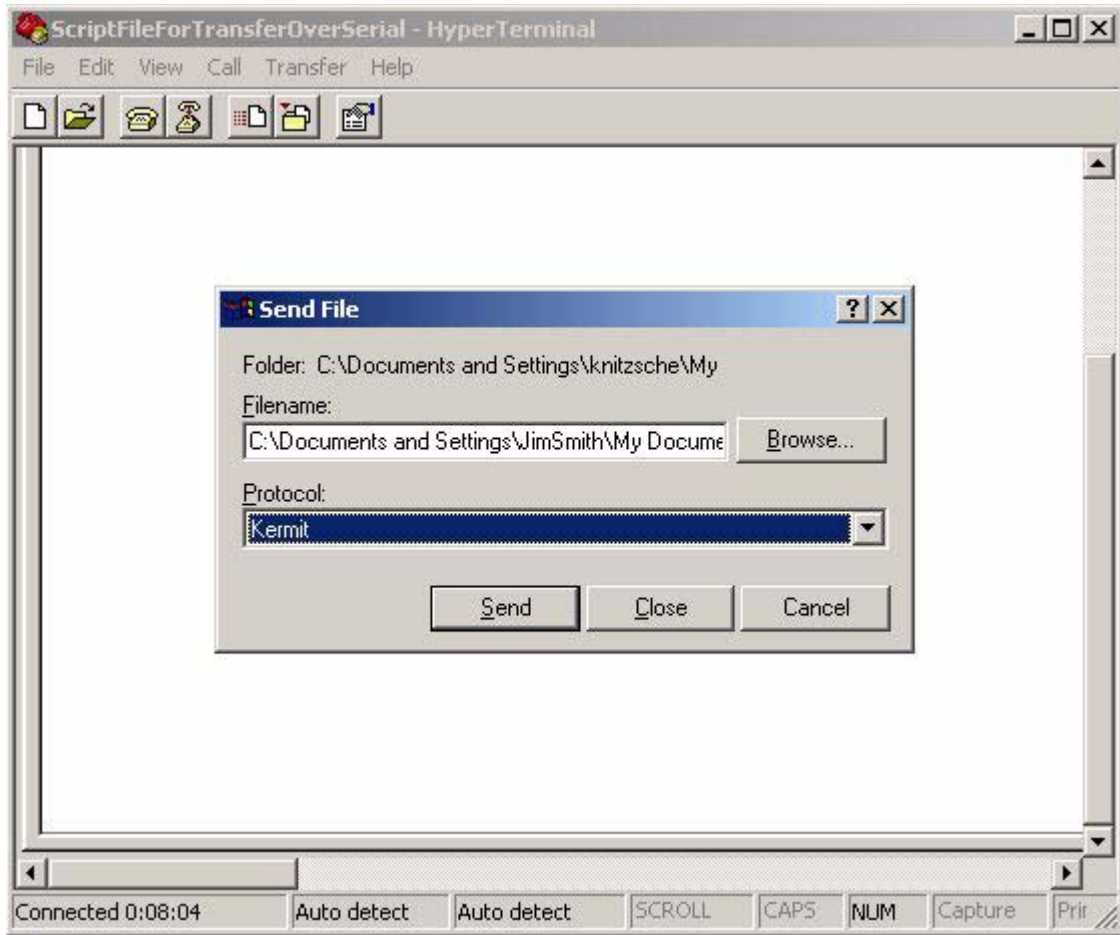 ScriptFileForTransferOverSerial - HyperTerminal
File Edit View Call Transfer Help
Send File
Folder: C:\Documents and Settings\knitzsche\My
Filename:
C:\Documents and Settings\JimSmith\My Docume
Browse...
Protocol:
Kermit
Send Close Cancel
Connected 0:08:04 Auto detect Auto detect SCROLL CAPS NUM Capture Prir